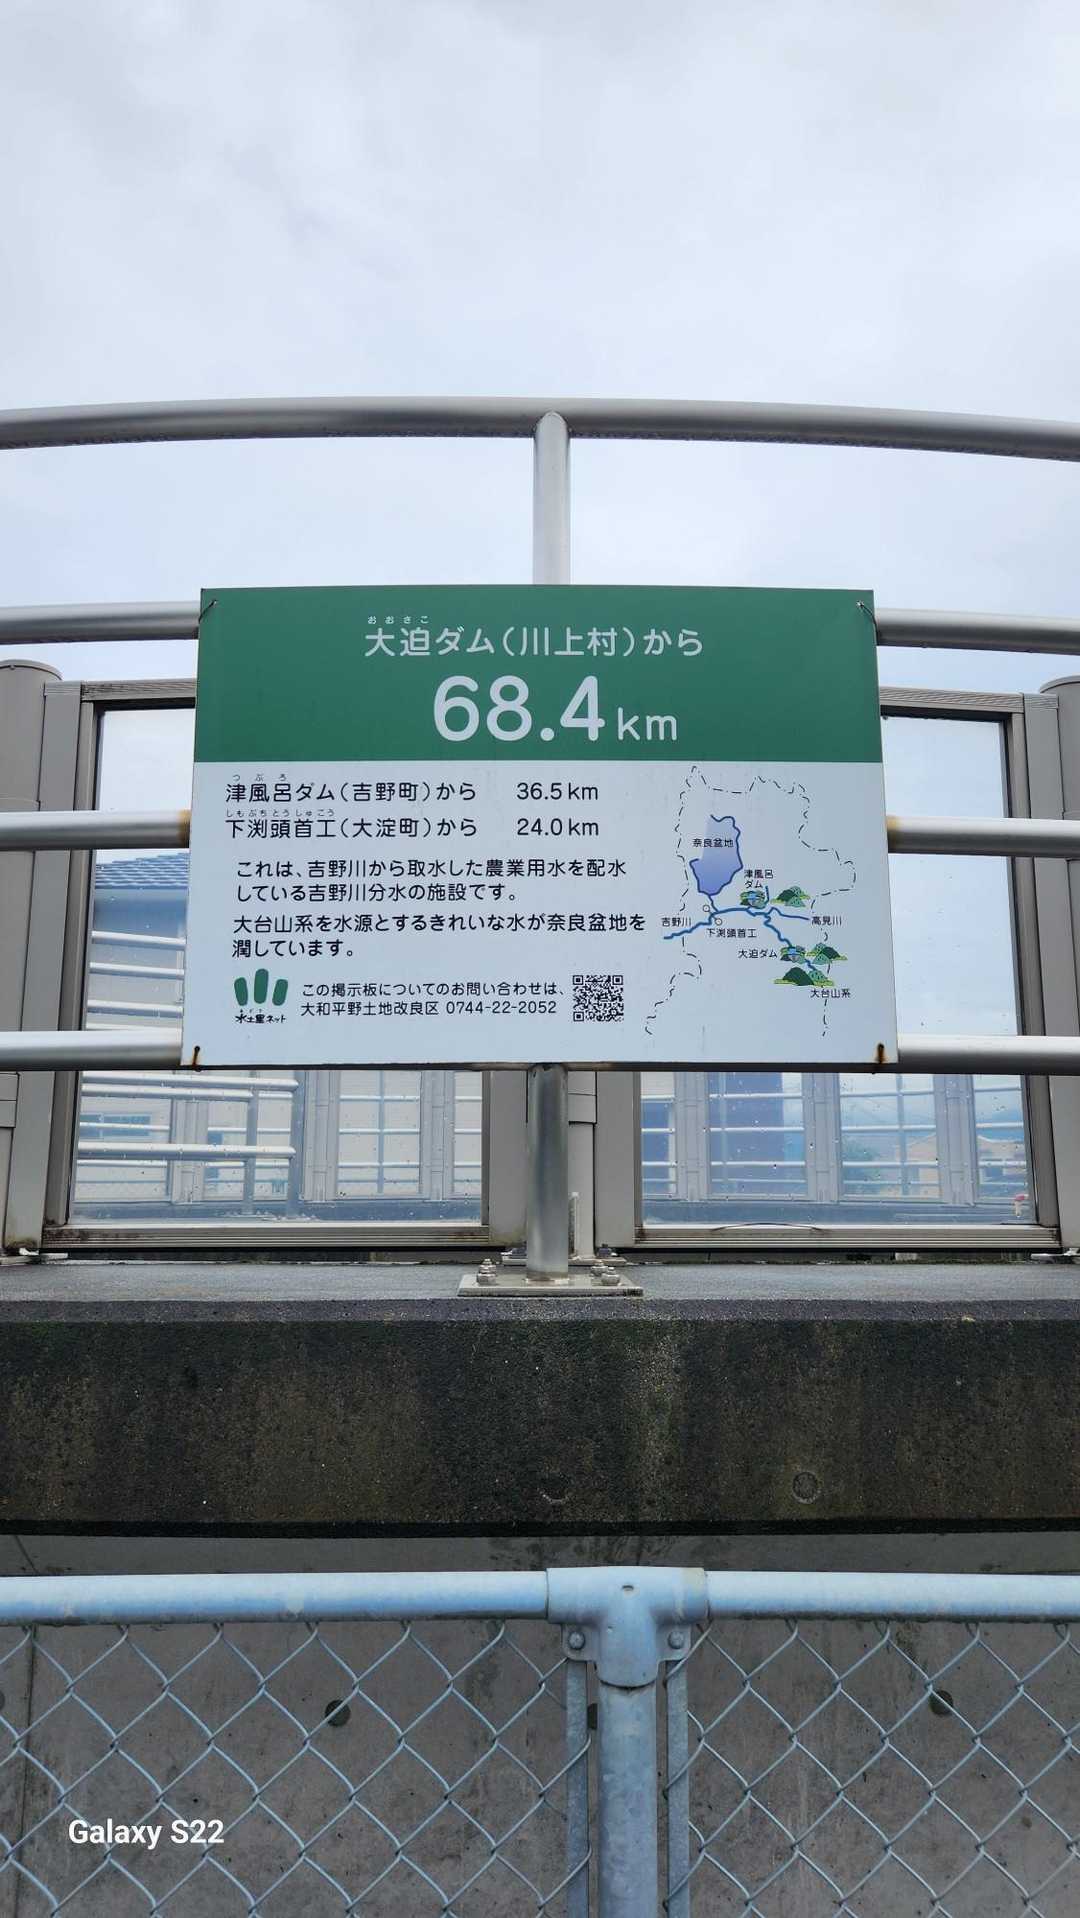 おおさこ
大迫ダム(川上村)から
68.4km
つぶろ
津風呂ダム(吉野町)から 36.5km
しもぶちとうしゅこう
下渕頭首工(大淀町)から 24.0km
これは、吉野川から取水した農業用水を配水
している吉野川分水の施設です。
大台山系を水源とするきれいな水が奈良盆地を
潤しています。
この掲示板についてのお問い合わせは、
大和平野土地改良区 0744-22-2052
みどり
水土里ネット
奈良盆地
津風呂
ダム
吉野川
高見川
下渕頭首工
大迫ダム
大台山系
Galaxy S22